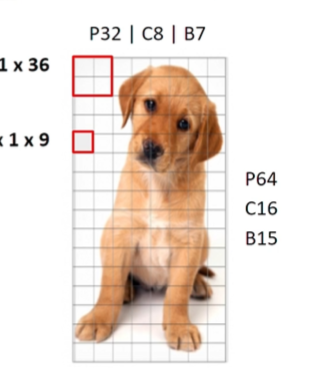 P32 | C8 | B7
1 x 36
x 1 x 9
P64
C16
B15